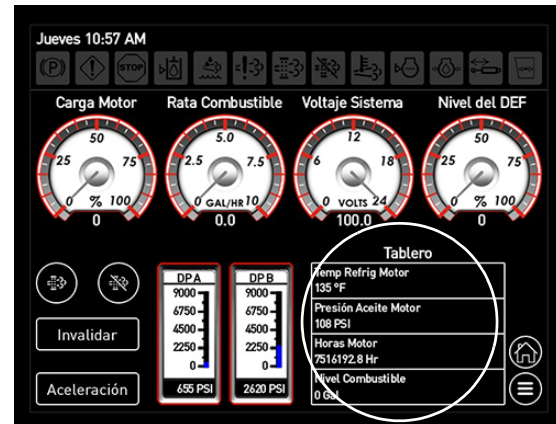 Jueves 10:57 AM
(P)
STOP
Carga Motor
Rata Combustible
Voltaje Sistema
Nivel del DEF
50
25
75
0
%
100
0
5.0
2.5
7.5
0
GAL/HR
10
0.0
12
6
18
0
VOLTS
24
100.0
50
25
75
0
%
100
0
Tablero
Temp Refrig Motor
135 °F
Presión Aceite Motor
108 PSI
Horas Motor
7516192.8 Hr
Nivel Combustible
0 Gal
DP A
9000
6750
4500
2250
0
655 PSI
DP B
9000
6750
4500
2250
0
2620 PSI
Invalidar
Aceleración